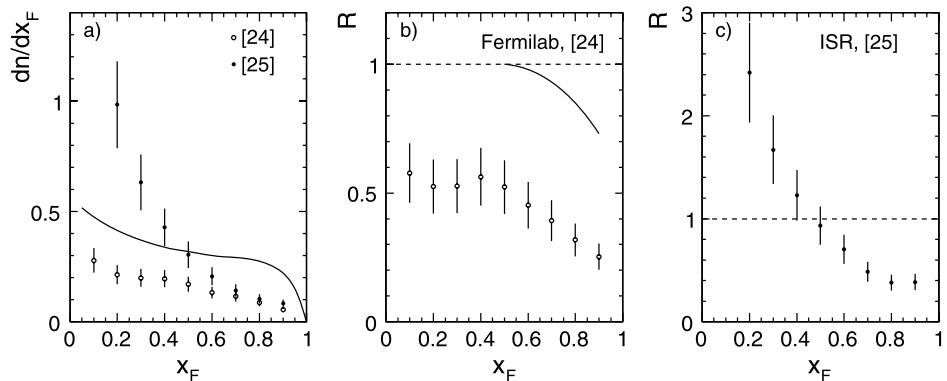 a)
[24]
[25]
dn/dx_F
1
0.5
0
0 0.2 0.4 0.6 0.8 1
x_F
b)
Fermilab, [24]
R
1
0.5
0
0 0.2 0.4 0.6 0.8 1
x_F
c)
ISR, [25]
R
3
2
1
0
0 0.2 0.4 0.6 0.8 1
x_F